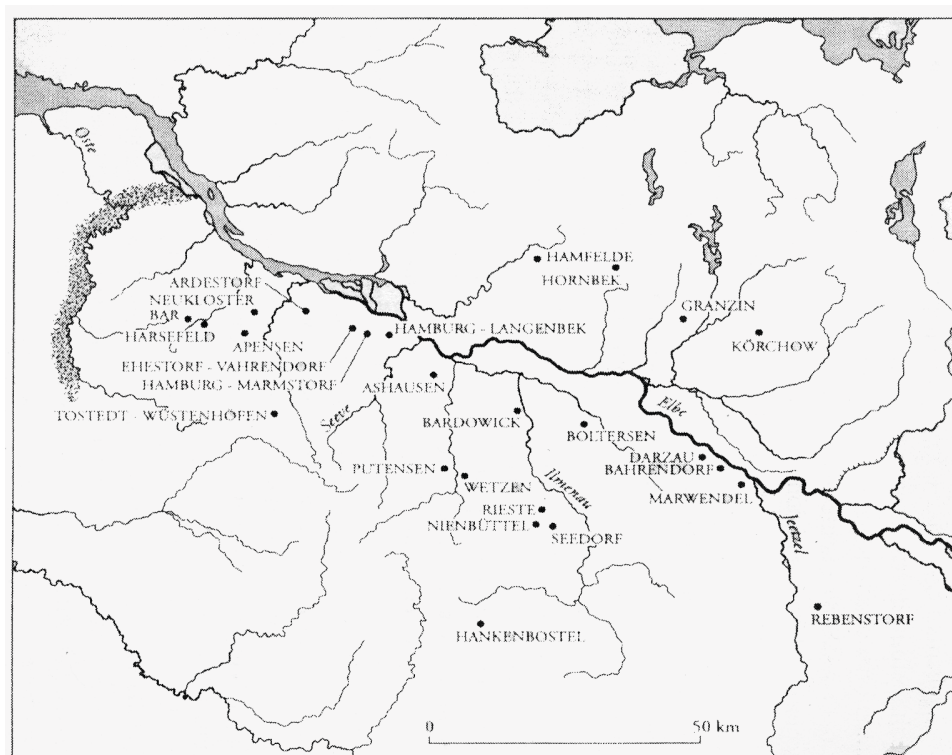 Oste
HAMFELDE
HORNBEK
ARDESTORF
NEUKLOSTER
BAR
HARSEFELD
APENSEN
GRANZIN
KÖRCHOW
HAMBURG - LANGENBEK
EHESTORF - VAHRENDORF
HAMBURG - MARMSTORF
ASHAUSEN
TOSTEDT - WÜSTENHÖFEN
Seeve
Elbe
BARDOWICK
BOLTERSEN
DARZAU
BAHRENDORF
MARWENDEL
PUTENSEN
WETZEN
Ilmenau
RIESTE
NIENBÜTTEL
SEEDORF
Jeetzel
REBENSTORF
HANKENBOSTEL
0 50 km